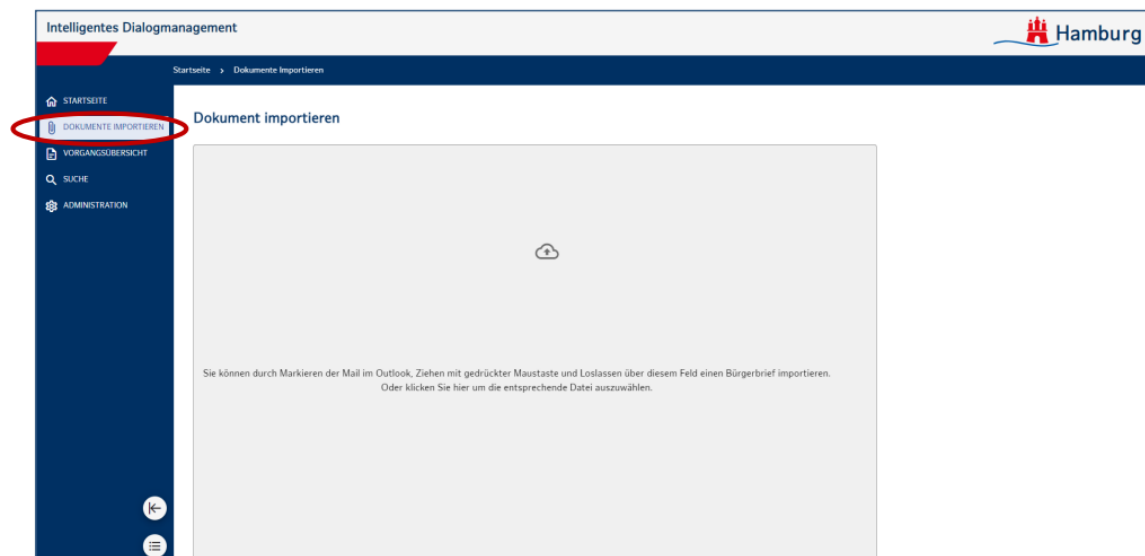 Intelligentes Dialogmanagement
Hamburg
Startseite > Dokumente Importieren
STARTSEITE
DOKUMENTE IMPORTIEREN
VORGANGSÜBERSICHT
SUCHE
ADMINISTRATION
Dokument importieren
Sie können durch Markieren der Mail im Outlook, Ziehen mit gedrückter Maustaste und Loslassen über diesem Feld einen Bürgerbrief importieren.
Oder klicken Sie hier um die entsprechende Datei auszuwählen.